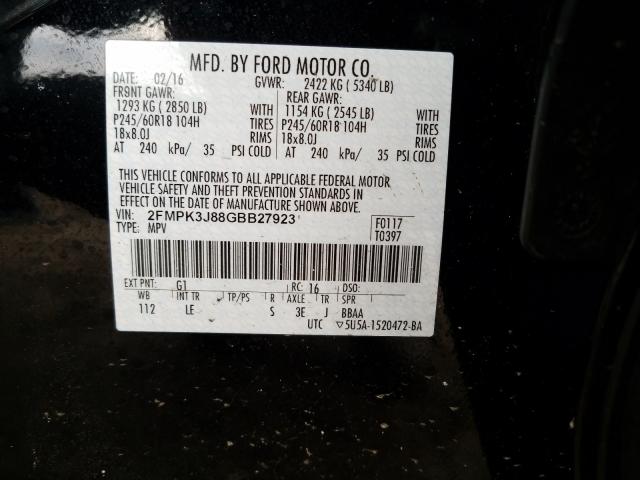 MFD. BY FORD MOTOR CO.
DATE: 02/16 GVWR: 2422 KG ( 5340 LB)
FRONT GAWR: REAR GAWR:
1293 KG ( 2850 LB) WITH 1154 KG ( 2545 LB) WITH
P245/60R18 104H TIRES P245/60R18 104H TIRES
18x8.0J RIMS 18x8.0J RIMS
AT 240 kPa/ 35 PSI COLD AT 240 kPa/ 35 PSI COLD
THIS VEHICLE CONFORMS TO ALL APPLICABLE FEDERAL MOTOR
VEHICLE SAFETY AND THEFT PREVENTION STANDARDS IN
EFFECT ON THE DATE OF MANUFACTURE SHOWN ABOVE.
VIN: 2FMPK3J88GBB27923 F0117
TYPE: MPV T0397
EXT PNT: G1 RC: 16 DSO:
WB INT TR TP/PS R AXLE TR SPR
112 LE S 3E J BBAA
UTC ▽5U5A-1520472-BA